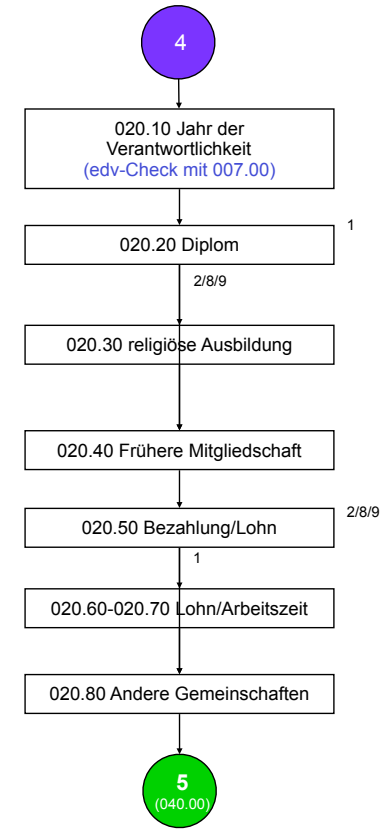 4
020.10 Jahr der
Verantwortlichkeit
(edv-Check mit 007.00)
1
020.20 Diplom
2/8/9
020.30 religiöse Ausbildung
020.40 Frühere Mitgliedschaft
2/8/9
020.50 Bezahlung/Lohn
1
020.60-020.70 Lohn/Arbeitszeit
020.80 Andere Gemeinschaften
5
(040.00)